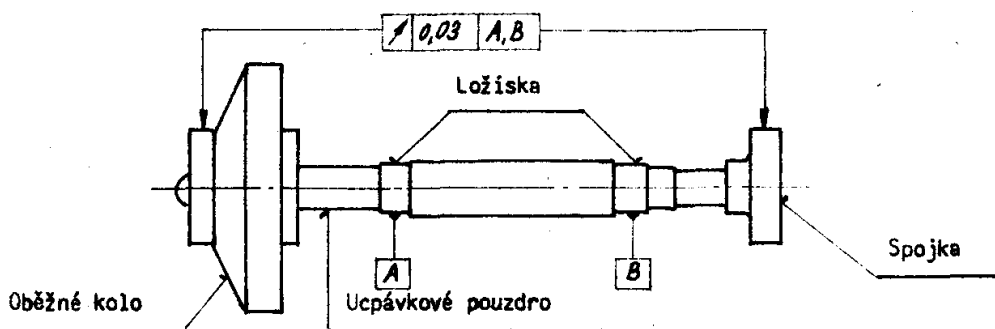 0,03 A,B
Ložiska
A
B
Spojka
Oběžné kolo
Ucpávkové pouzdro